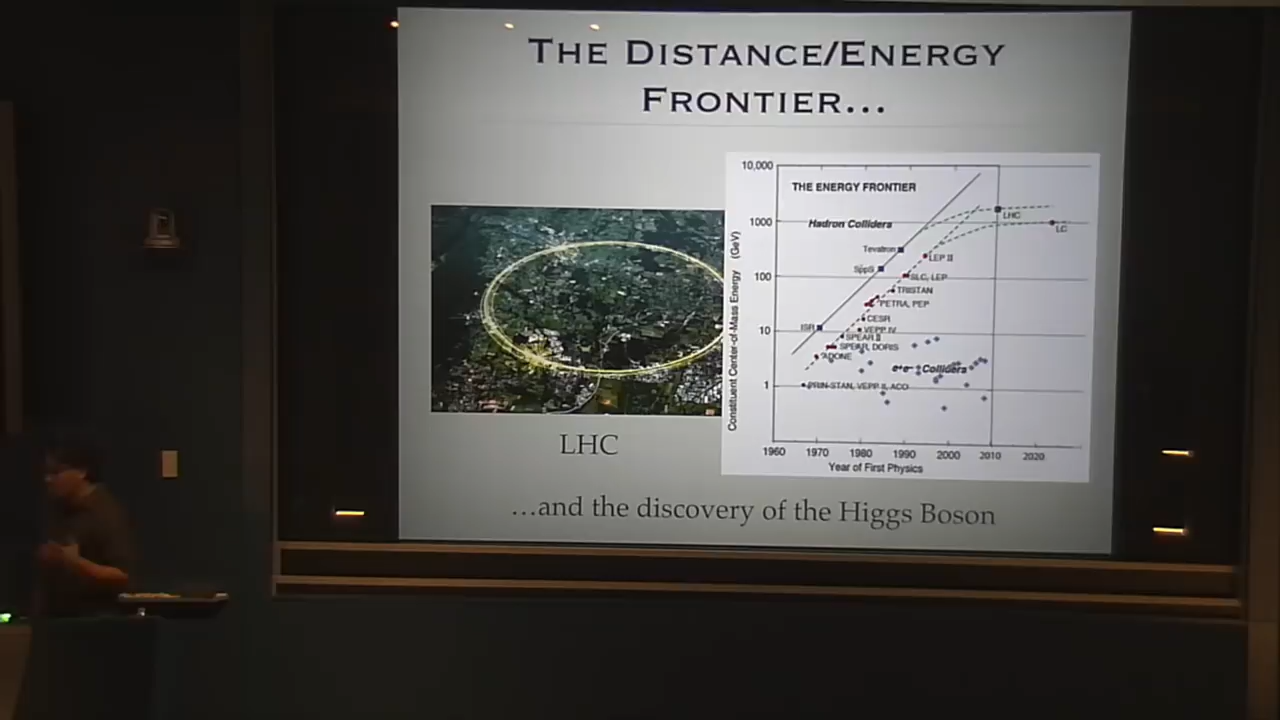 THE DISTANCE/ENERGY
FRONTIER...
10,000
THE ENERGY FRONTIER
Hadron Colliders
1000
LHC
LC
Tevatron
LEP II
SppS
SLC, LEP
100
TRISTAN
PETRA, PEP
CESR
ISR
VEPP IV
10
SPEAR II
SPEAR, DORIS
ADONE
e+e- Colliders
1
PRIN-STAN, VEPP II, ACO
Constituent Center-of-Mass Energy (GeV)
1960
1970
1980
1990
2000
2010
2020
Year of First Physics
LHC
...and the discovery of the Higgs Boson